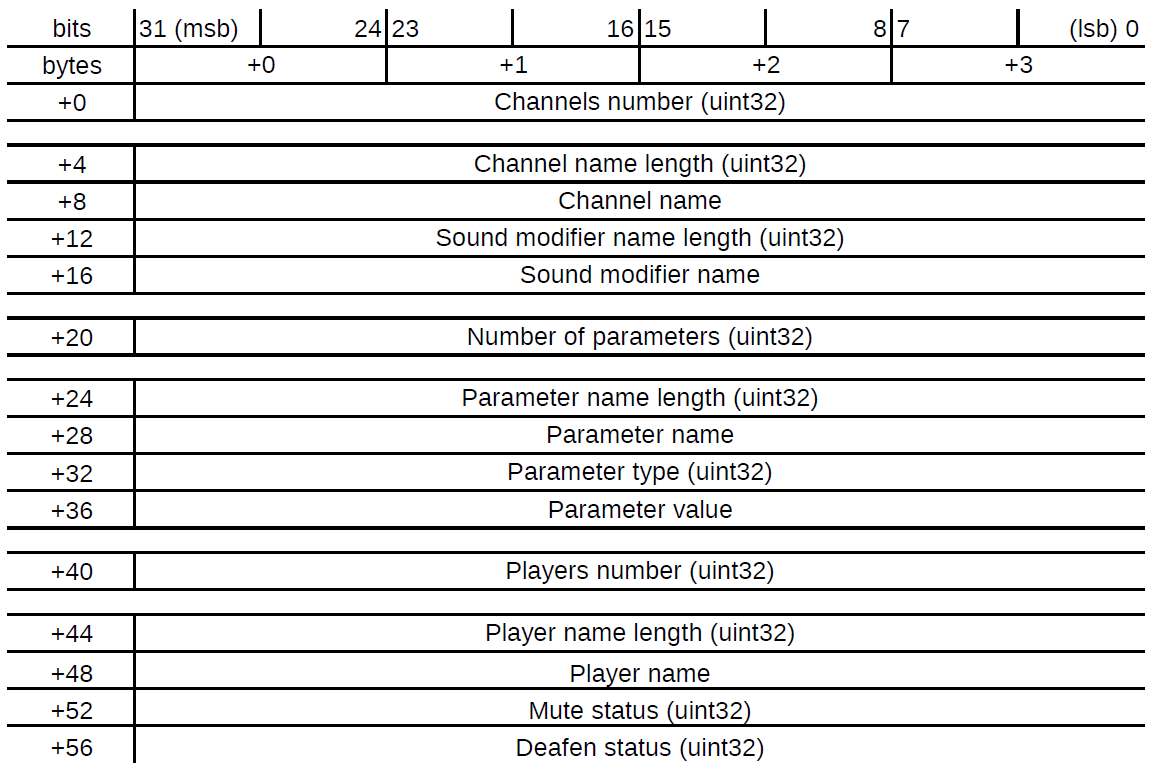 bits 31 (msb) 24 23 16 15 8 7 (lsb) 0
bytes +0 +1 +2 +3
+0 Channels number (uint32)
+4 Channel name length (uint32)
+8 Channel name
+12 Sound modifier name length (uint32)
+16 Sound modifier name
+20 Number of parameters (uint32)
+24 Parameter name length (uint32)
+28 Parameter name
+32 Parameter type (uint32)
+36 Parameter value
+40 Players number (uint32)
+44 Player name length (uint32)
+48 Player name
+52 Mute status (uint32)
+56 Deafen status (uint32)